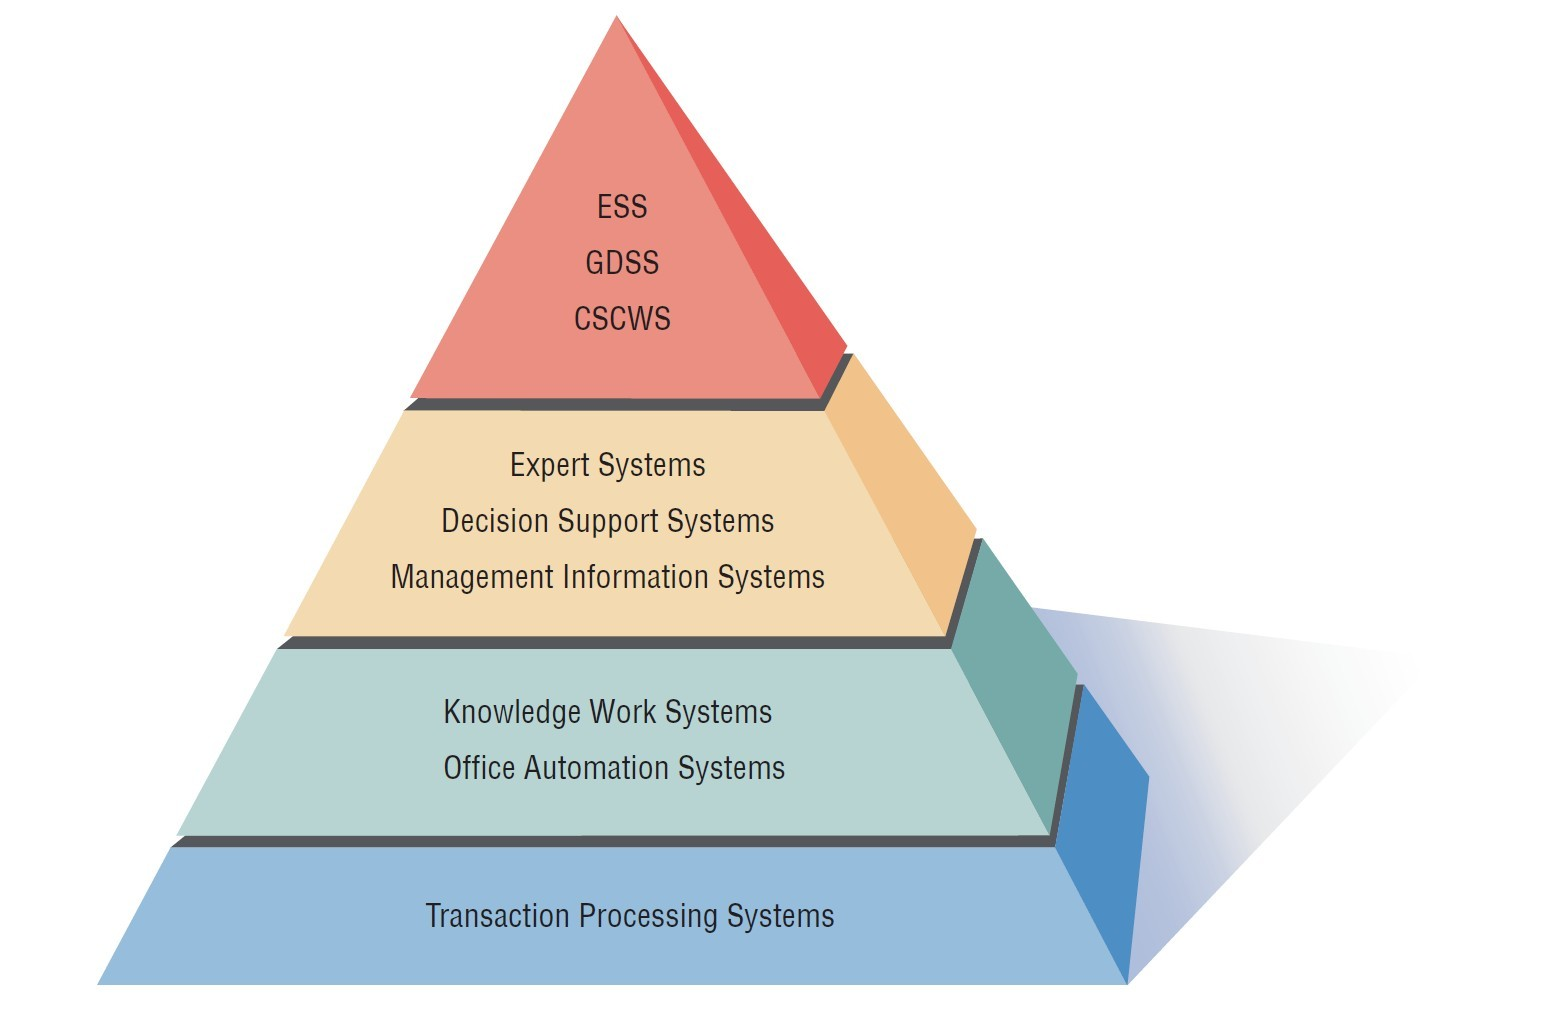 ESS
GDSS
CSCWS
Expert Systems
Decision Support Systems
Management Information Systems
Knowledge Work Systems
Office Automation Systems
Transaction Processing Systems